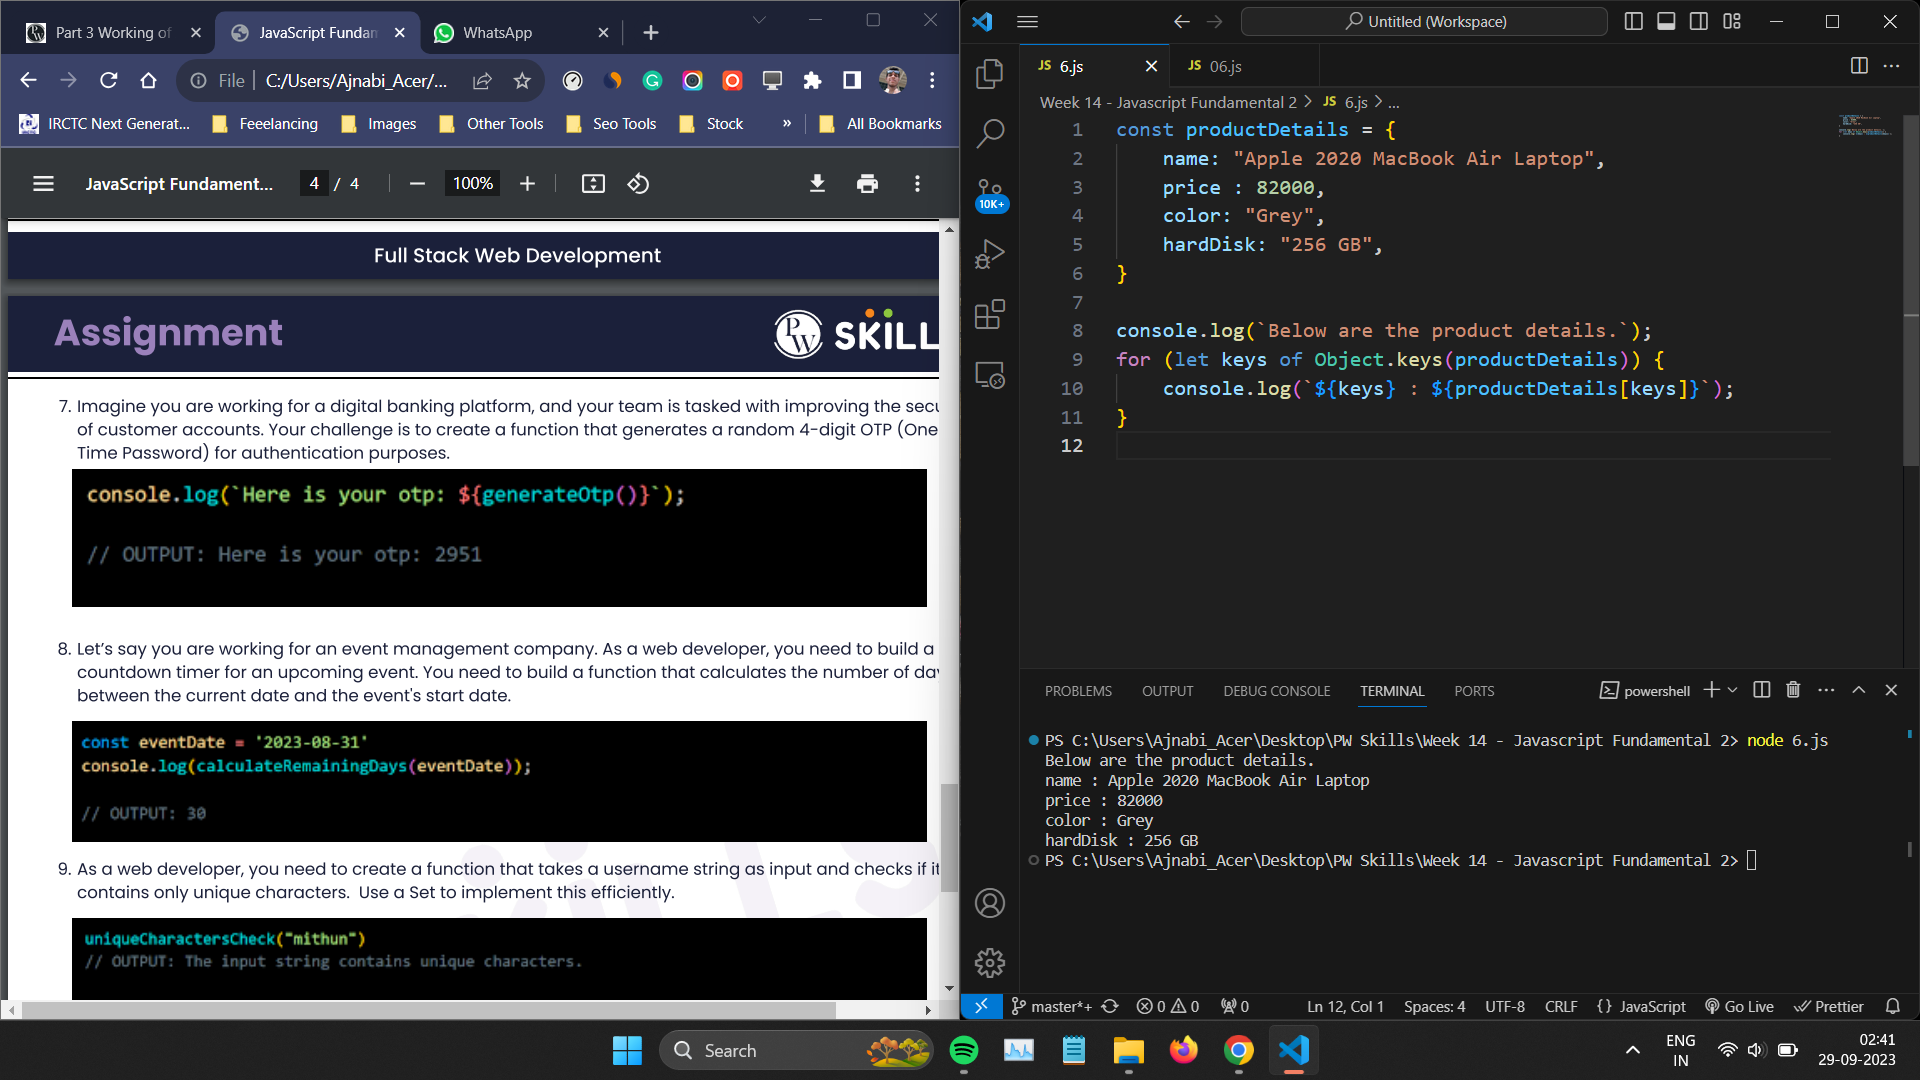 Part 3 Working of
JavaScript Fundam
WhatsApp
File
C:/Users/Ajnabi_Acer/...
IRCTC Next Generat...
Feeelancing
Images
Other Tools
Seo Tools
Stock
»
All Bookmarks
JavaScript Fundament...
4 / 4
100%
Full Stack Web Development
Assignment
PW SKILL
7. Imagine you are working for a digital banking platform, and your team is tasked with improving the secu
of customer accounts. Your challenge is to create a function that generates a random 4-digit OTP (One
Time Password) for authentication purposes.
console.log(`Here is your otp: ${generateOtp()}`);
// OUTPUT: Here is your otp: 2951
8. Let's say you are working for an event management company. As a web developer, you need to build a
countdown timer for an upcoming event. You need to build a function that calculates the number of day
between the current date and the event's start date.
const eventDate = '2023-08-31'
console.log(calculateRemainingDays(eventDate));
// OUTPUT: 30
9. As a web developer, you need to create a function that takes a username string as input and checks if it
contains only unique characters. Use a Set to implement this efficiently.
uniqueCharactersCheck("mithun")
// OUTPUT: The input string contains unique characters.
Untitled (Workspace)
JS 6.js
JS 06.js
Week 14 - Javascript Fundamental 2 > JS 6.js > ...
10K+
1 const productDetails = {
2 name: "Apple 2020 MacBook Air Laptop",
3 price : 82000,
4 color: "Grey",
5 hardDisk: "256 GB",
6 }
7
8 console.log(`Below are the product details.`);
9 for (let keys of Object.keys(productDetails)) {
10 console.log(`${keys} : ${productDetails[keys]}`);
11 }
12
PROBLEMS
OUTPUT
DEBUG CONSOLE
TERMINAL
PORTS
powershell
PS C:\Users\Ajnabi_Acer\Desktop\PW Skills\Week 14 - Javascript Fundamental 2> node 6.js
Below are the product details.
name : Apple 2020 MacBook Air Laptop
price : 82000
color : Grey
hardDisk : 256 GB
PS C:\Users\Ajnabi_Acer\Desktop\PW Skills\Week 14 - Javascript Fundamental 2>
master*+
0 0
0
Ln 12, Col 1
Spaces: 4
UTF-8
CRLF
{} JavaScript
Go Live
Prettier
Search
ENG
IN
02:41
29-09-2023